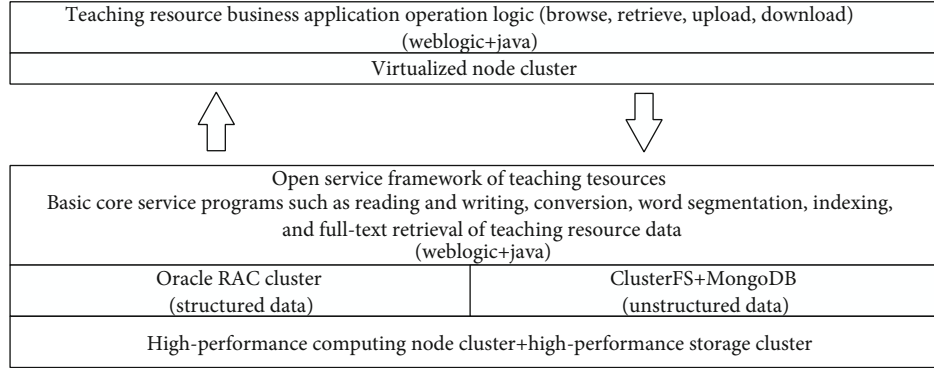 Teaching resource business application operation logic (browse, retrieve, upload, download)
(weblogic+java)
Virtualized node cluster
Open service framework of teaching tesources
Basic core service programs such as reading and writing, conversion, word segmentation, indexing,
and full-text retrieval of teaching resource data
(weblogic+java)
Oracle RAC cluster
(structured data)
ClusterFS+MongoDB
(unstructured data)
High-performance computing node cluster+high-performance storage cluster